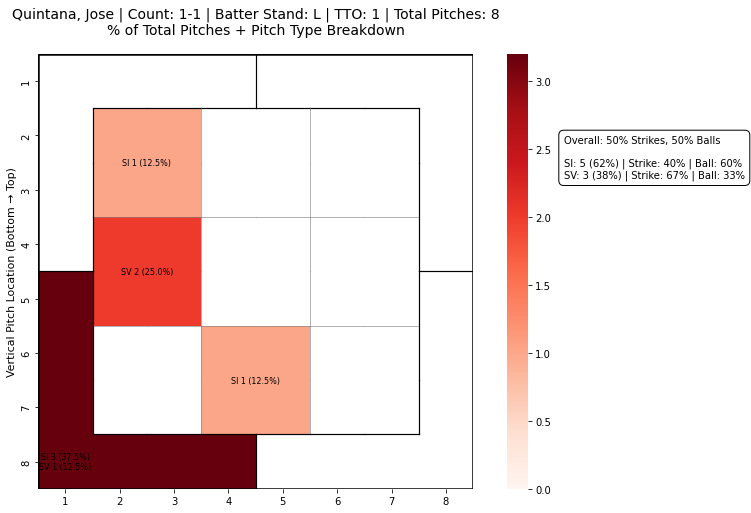 Quintana, Jose | Count: 1-1 | Batter Stand: L | TTO: 1 | Total Pitches: 8
% of Total Pitches + Pitch Type Breakdown
Vertical Pitch Location (Bottom → Top)
1
2
3
4
5
6
7
8
SI 1 (12.5%)
SV 2 (25.0%)
SI 1 (12.5%)
SI 3 (37.5%)
SV 1 (12.5%)
1 2 3 4 5 6 7 8
3.0
2.5
2.0
1.5
1.0
0.5
0.0
Overall: 50% Strikes, 50% Balls
SI: 5 (62%) | Strike: 40% | Ball: 60%
SV: 3 (38%) | Strike: 67% | Ball: 33%